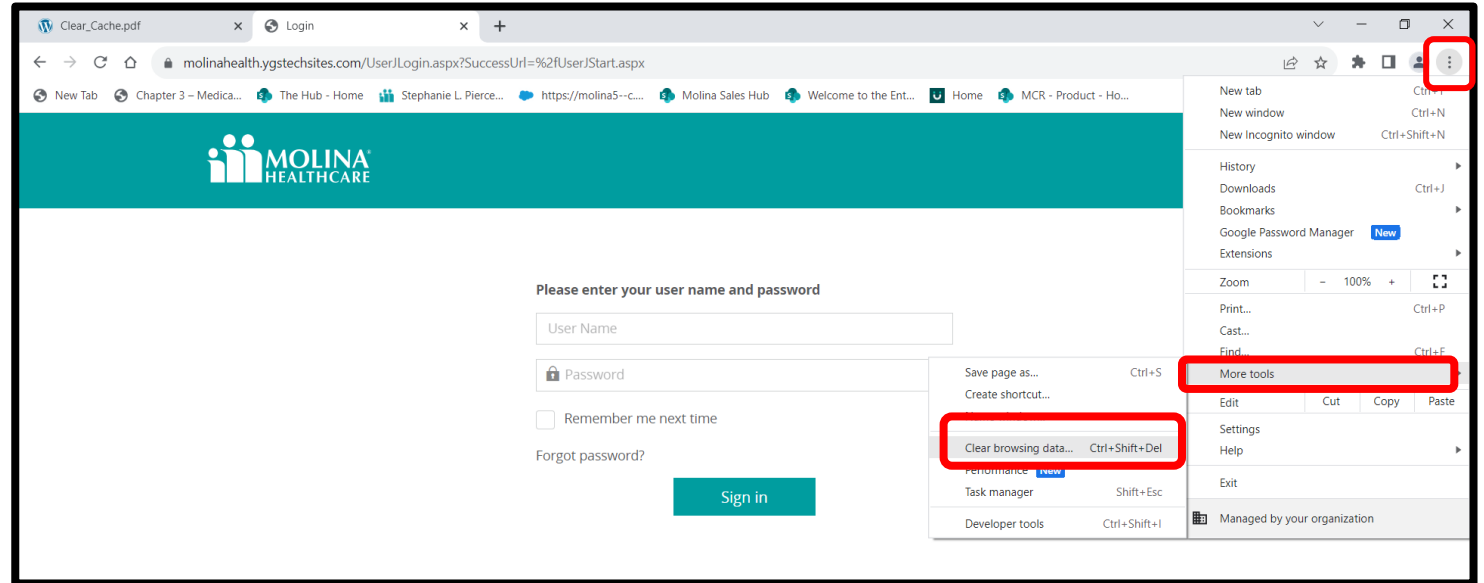 Clear_Cache.pdf
Login
molinahealth.ygstechsites.com/UserJLogin.aspx?SuccessUrl=%2fUserJStart.aspx
New Tab Chapter 3 – Medica... The Hub - Home Stephanie L. Pierce... https://molina5--c.... Molina Sales Hub Welcome to the Ent... Home MCR - Product - Ho...
MOLINA®
HEALTHCARE
Please enter your user name and password
User Name
Password
Remember me next time
Forgot password?
Sign in
New tab
New window Ctrl+N
New Incognito window Ctrl+Shift+N
History
Downloads Ctrl+J
Bookmarks
Google Password Manager New
Extensions
Zoom - 100% +
Print... Ctrl+P
Cast...
Find... Ctrl+F
More tools
Edit Cut Copy Paste
Settings
Help
Exit
Managed by your organization
Save page as... Ctrl+S
Create shortcut...
Clear browsing data... Ctrl+Shift+Del
Performance New
Task manager Shift+Esc
Developer tools Ctrl+Shift+I